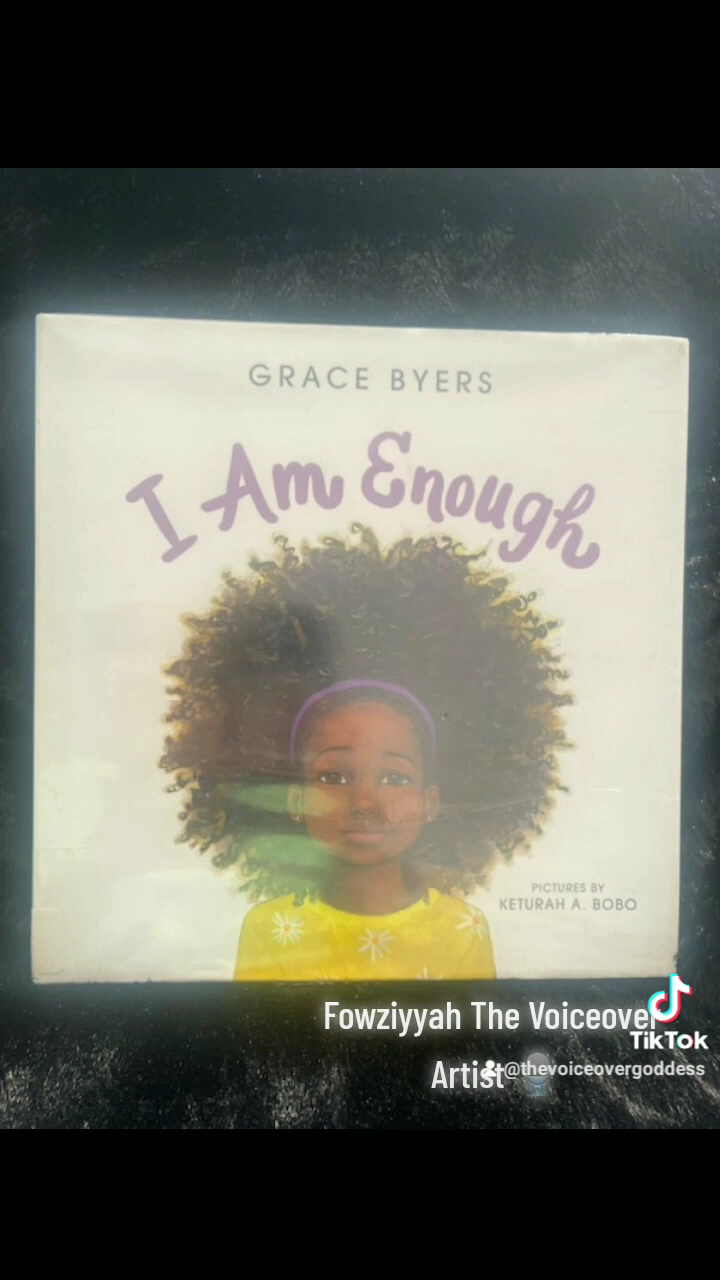 GRACE BYERS
I Am Enough
PICTURES BY
KETURAH A. BOBO
Fowziyyah The Voiceover
TikTok
Artist
@thevoiceovergoddess